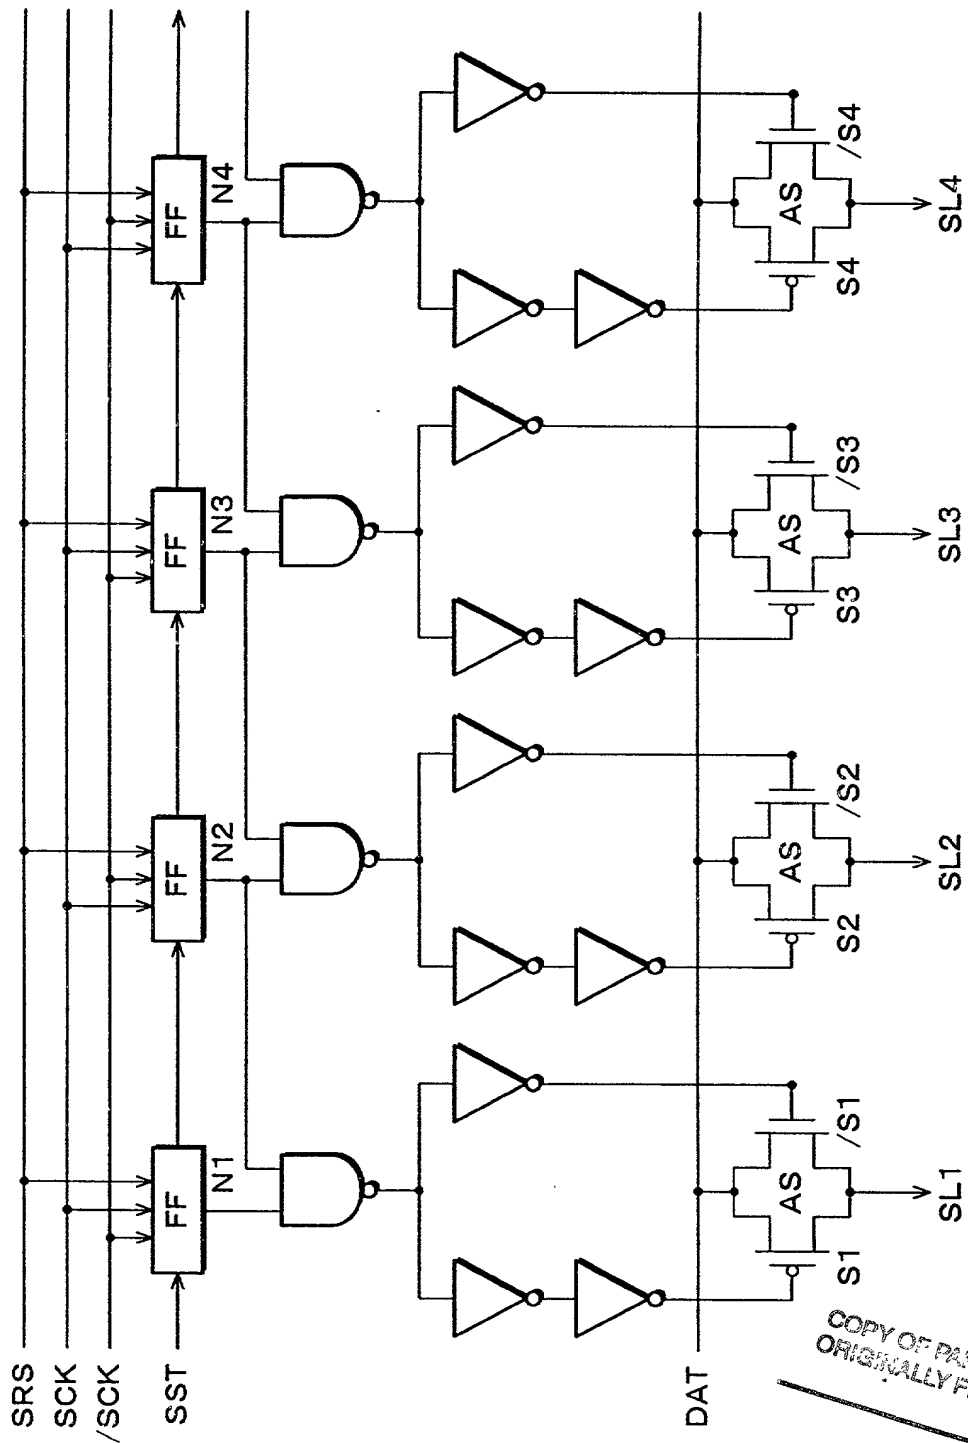 SRS
SCK
/SCK
SST
FF
N1
FF
N2
FF
N3
FF
N4
DAT
AS
S1
/S1
SL1
AS
S2
/S2
SL2
AS
S3
/S3
SL3
AS
S4
/S4
SL4
COPY OF
ORIGINALLY